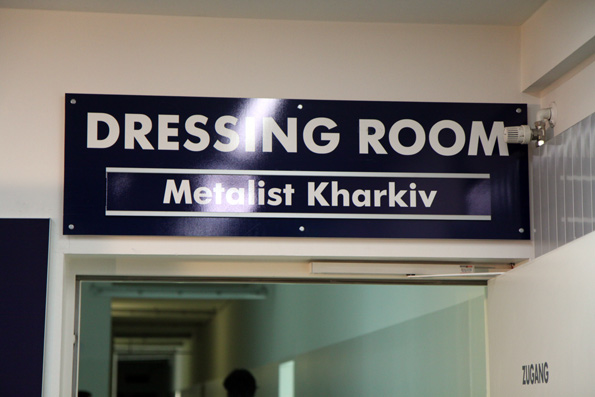 DRESSING ROOM
Metalist Kharkiv
ZUGANG